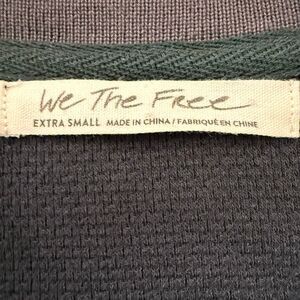 We The Free
EXTRA SMALL MADE IN CHINA / FABRIQUÉ EN CHINE